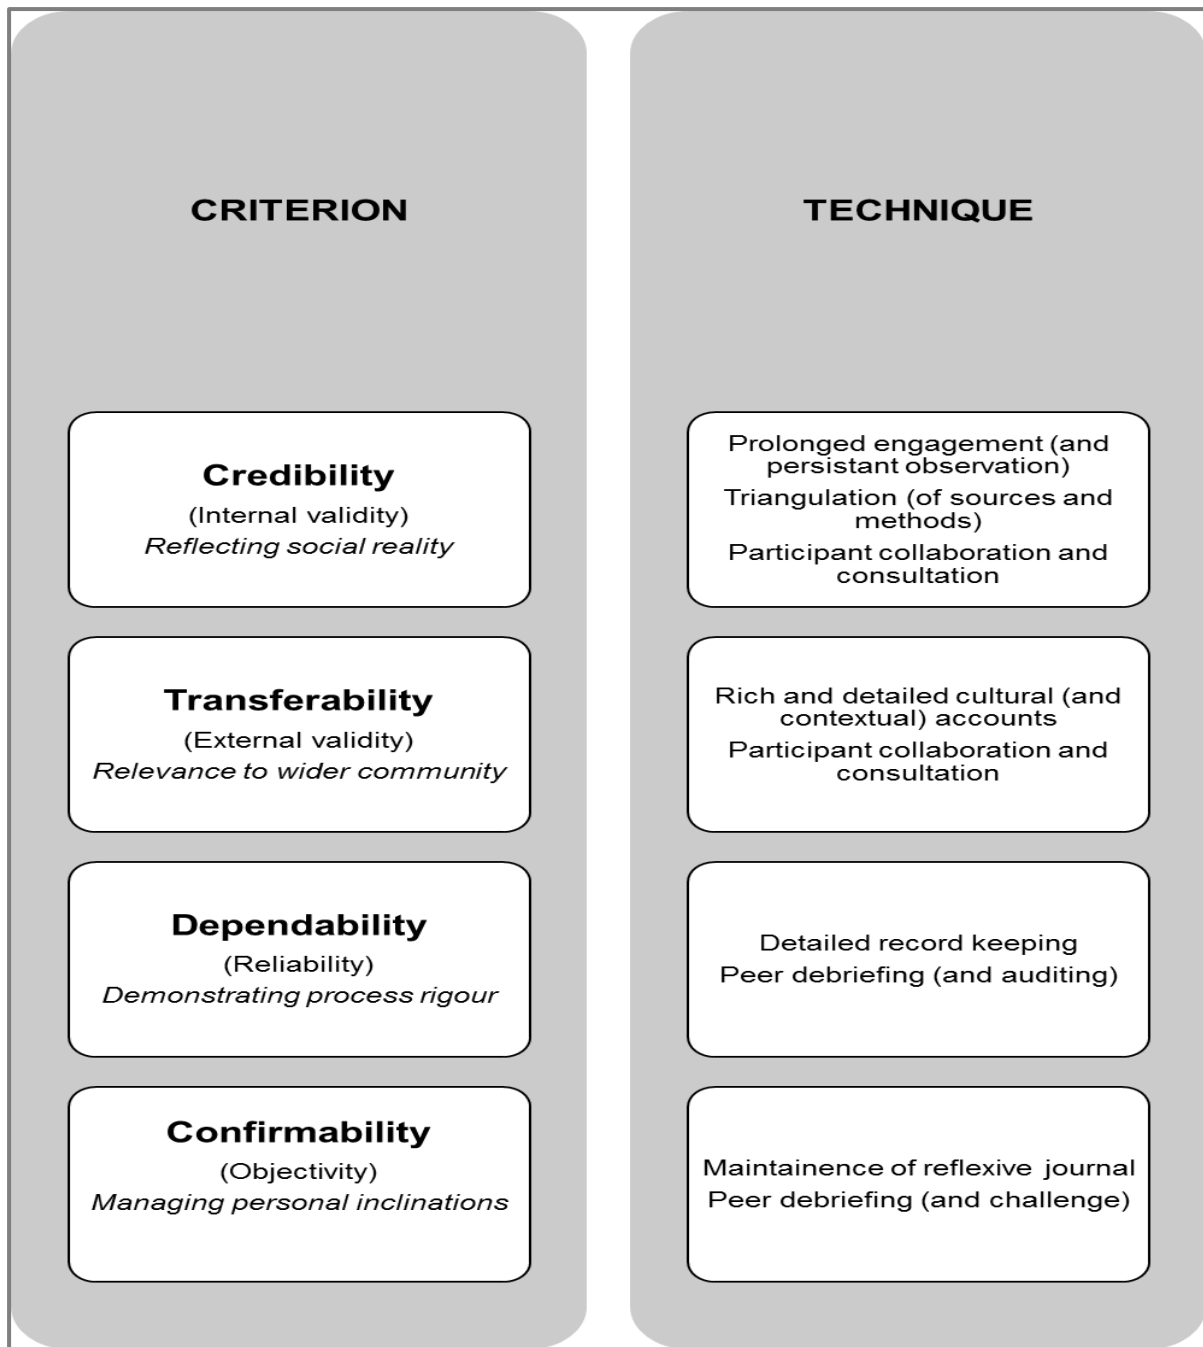 CRITERION
TECHNIQUE
Credibility
(Internal validity)
Reflecting social reality
Prolonged engagement (and
persistant observation)
Triangulation (of sources and
methods)
Participant collaboration and
consultation
Transferability
(External validity)
Relevance to wider community
Rich and detailed cultural (and
contextual) accounts
Participant collaboration and
consultation
Dependability
(Reliability)
Demonstrating process rigour
Detailed record keeping
Peer debriefing (and auditing)
Confirmability
(Objectivity)
Managing personal inclinations
Maintainence of reflexive journal
Peer debriefing (and challenge)